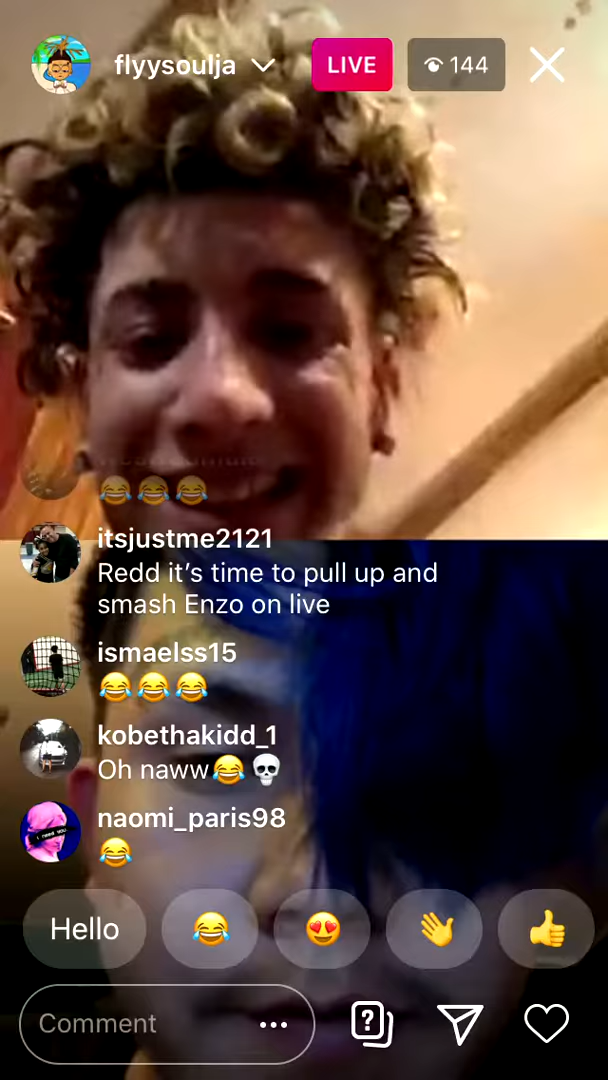 flyysoulja
LIVE
144
😂😂😂
itsjustme2121
Redd it’s time to pull up and
smash Enzo on live
ismaelss15
😂😂😂
kobethakidd_1
Oh naww😂💀
naomi_paris98
😂
Hello 😂 😍 👋 👍
Comment